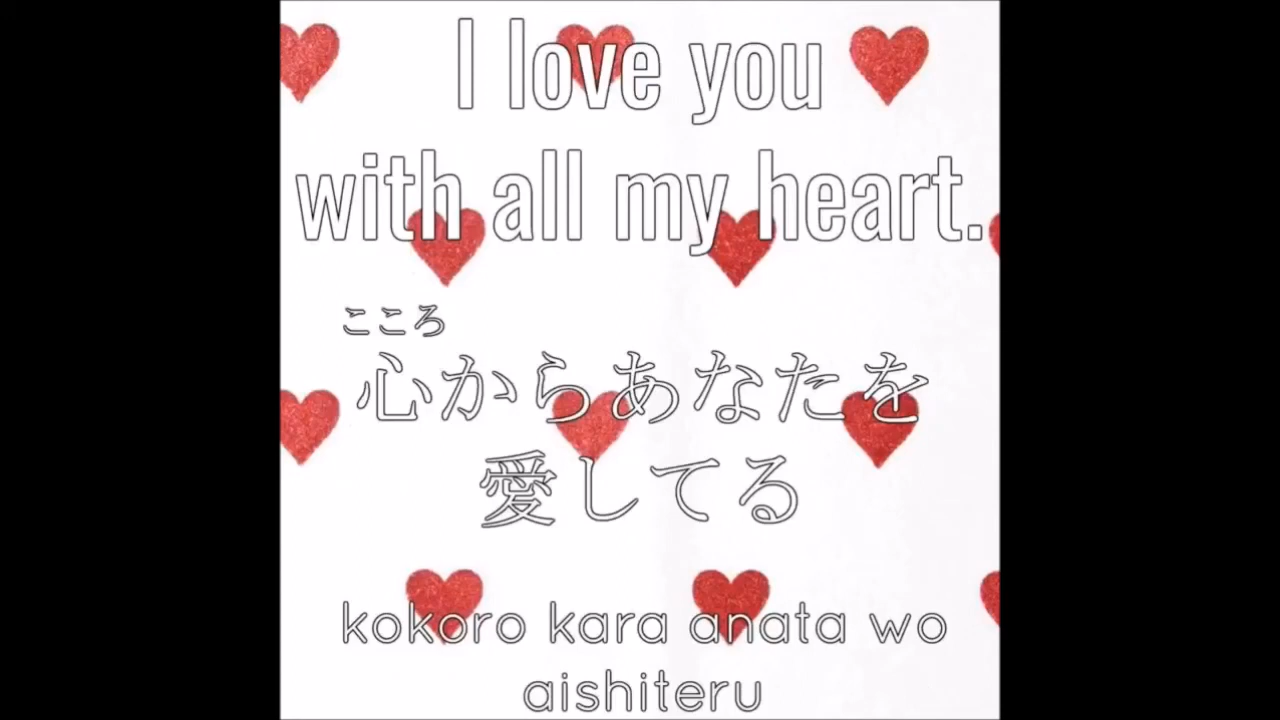 I love you
with all my heart.
こころ
心からあなたを
愛してる
kokoro kara anata wo
aishiteru